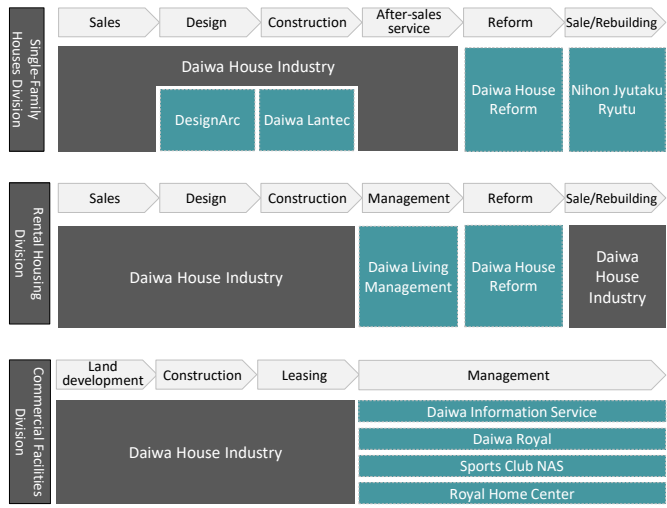 Single-Family
Houses Division
Sales
Design
Construction
After-sales
service
Reform
Sale/Rebuilding
Daiwa House Industry
DesignArc
Daiwa Lantec
Daiwa House
Reform
Nihon Jyutaku
Ryutu
Rental Housing
Division
Sales
Design
Construction
Management
Reform
Sale/Rebuilding
Daiwa House Industry
Daiwa Living
Management
Daiwa House
Reform
Daiwa
House
Industry
Commercial Facilities
Division
Land
development
Construction
Leasing
Management
Daiwa House Industry
Daiwa Information Service
Daiwa Royal
Sports Club NAS
Royal Home Center